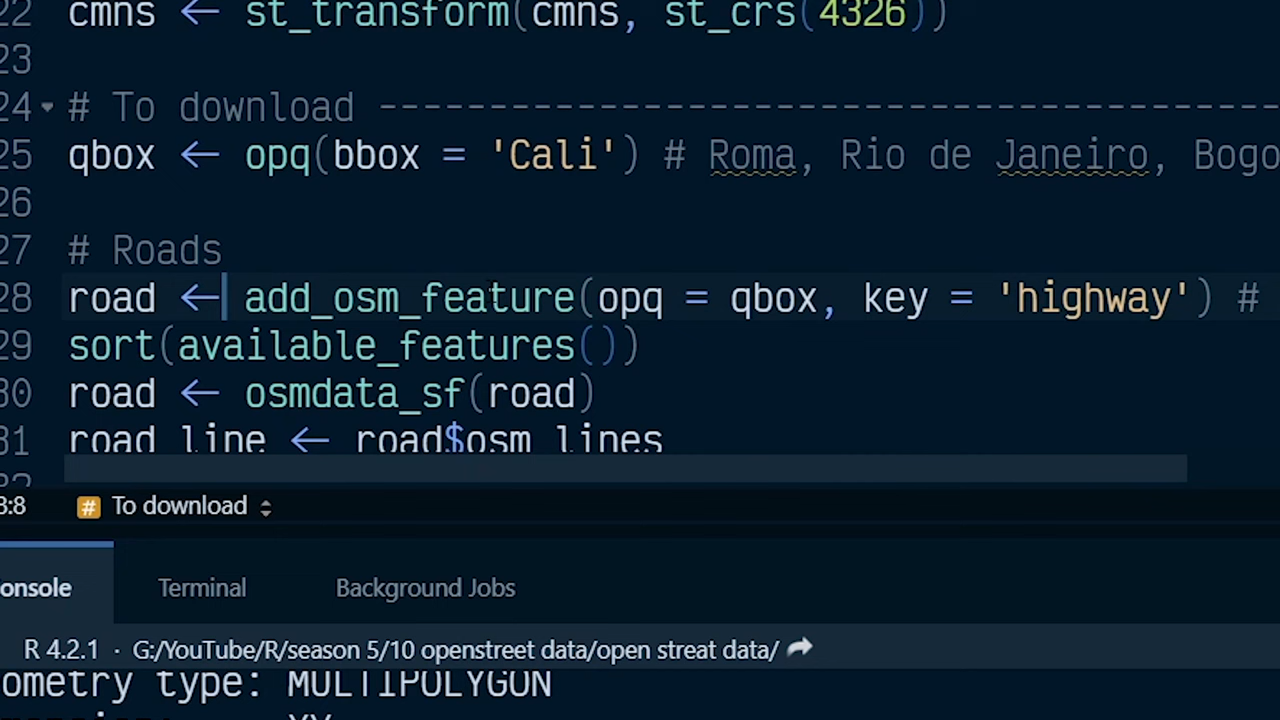 22 cmns ← st_transform(cmns, st_crs(4326))
23
24 # To download ----------------------------------------
25 qbox ← opq(bbox = 'Cali') # Roma, Rio de Janeiro, Bogo
26
27 # Roads
28 road ← add_osm_feature(opq = qbox, key = 'highway') #
29 sort(available_features())
30 road ← osmdata_sf(road)
31 road_line ← road$osm_lines
8:8 # To download
onsole Terminal Background Jobs
R 4.2.1 · G:/YouTube/R/season 5/10 openstreet data/open streat data/
ometry type: MULTIPOLYGON
XY